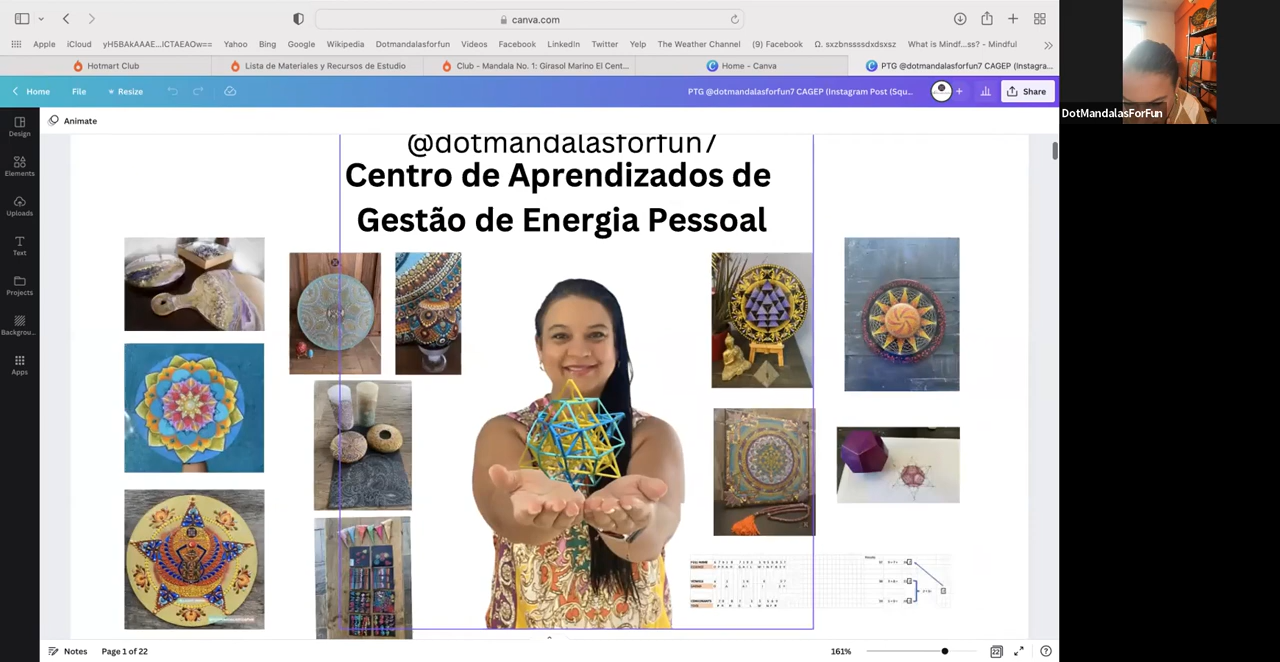 canva.com
Apple iCloud yH5BAkAAAE...ICTAEAOw== Yahoo Bing Google Wikipedia Dotmandalasforfun Videos Facebook LinkedIn Twitter Yelp The Weather Channel (9) Facebook Ω. sxzbnssssdxdsxsz What is Mindf...ss? - Mindful
Hotmart Club
Lista de Materiales y Recursos de Estudio
Club - Mandala No. 1: Girasol Marino El Cent...
Home - Canva
PTG @dotmandalasforfun7 CAGEP (Instagra...
Home File Resize
PTG @dotmandalasforfun7 CAGEP (Instagram Post (Squ...
Share
DotMandalasForFun
Animate
Design
Elements
Uploads
Text
Projects
Backgrou...
Apps
@dotmandalasforfun7
Centro de Aprendizados de
Gestão de Energia Pessoal
Notes Page 1 of 22
161%
22